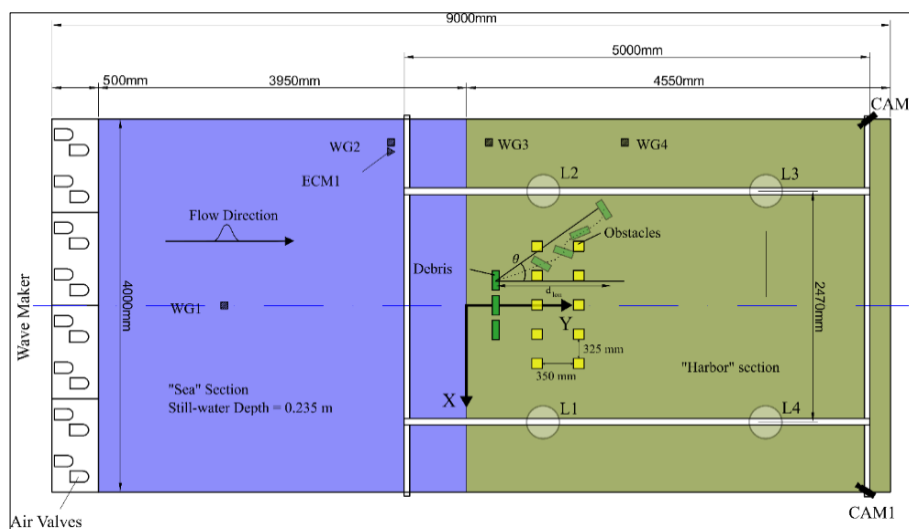 9000mm
5000mm
500mm
3950mm
4550mm
CAM
WG2
WG3
WG4
ECM1
L2
L3
Flow Direction
Obstacles
θ
Debris
d
Wave Maker
4000mm
WG1
Y
2470mm
325 mm
350 mm
"Harbor" section
"Sea" Section
Still-water Depth = 0.235 m
X
L1
L4
Air Valves
CAM1